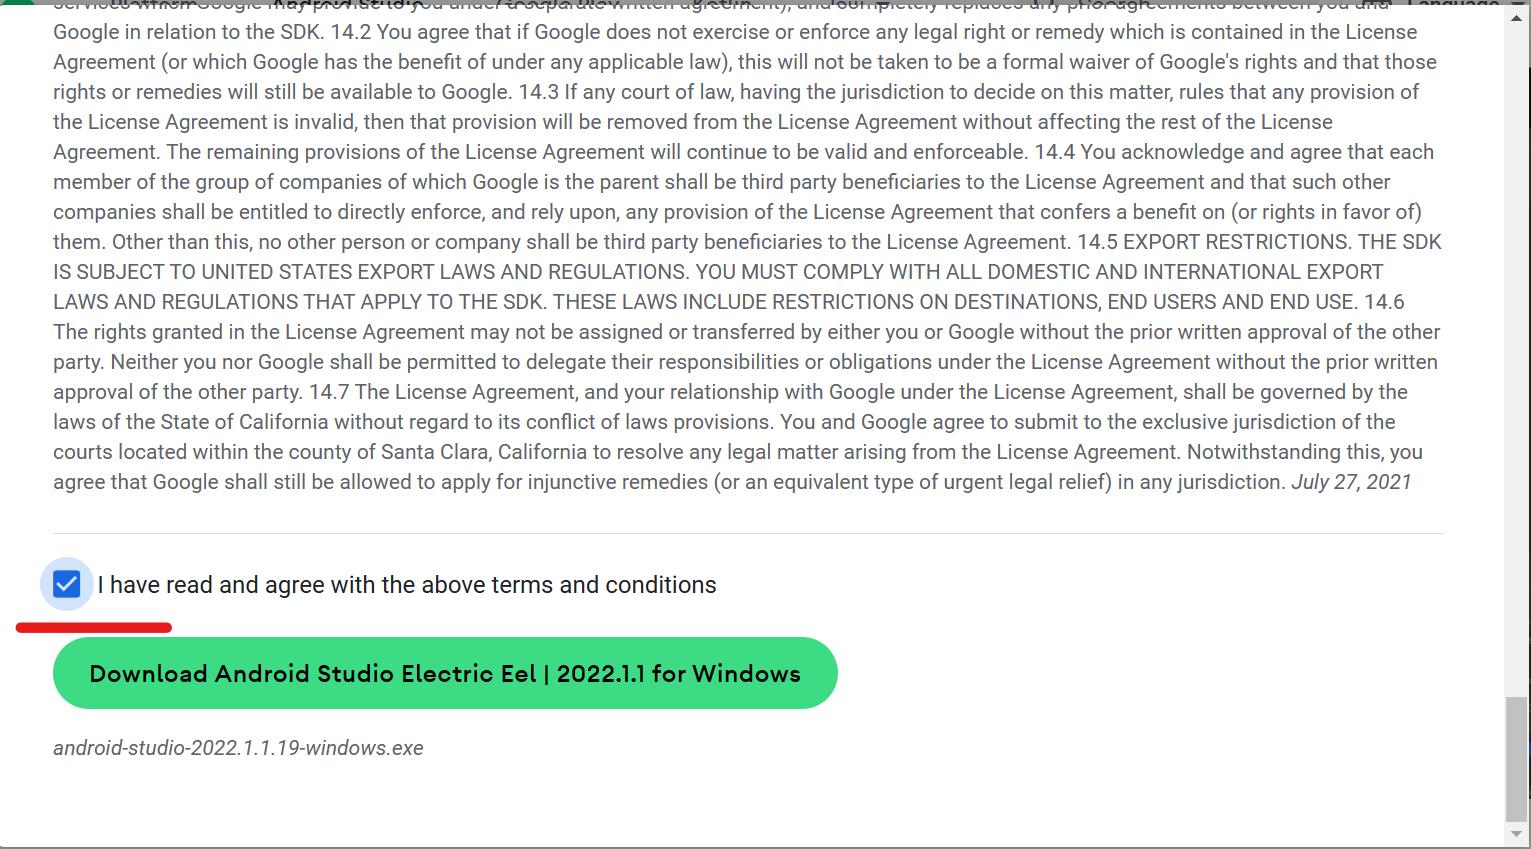 Google in relation to the SDK. 14.2 You agree that if Google does not exercise or enforce any legal right or remedy which is contained in the License
Agreement (or which Google has the benefit of under any applicable law), this will not be taken to be a formal waiver of Google's rights and that those
rights or remedies will still be available to Google. 14.3 If any court of law, having the jurisdiction to decide on this matter, rules that any provision of
the License Agreement is invalid, then that provision will be removed from the License Agreement without affecting the rest of the License
Agreement. The remaining provisions of the License Agreement will continue to be valid and enforceable. 14.4 You acknowledge and agree that each
member of the group of companies of which Google is the parent shall be third party beneficiaries to the License Agreement and that such other
companies shall be entitled to directly enforce, and rely upon, any provision of the License Agreement that confers a benefit on (or rights in favor of)
them. Other than this, no other person or company shall be third party beneficiaries to the License Agreement. 14.5 EXPORT RESTRICTIONS. THE SDK
IS SUBJECT TO UNITED STATES EXPORT LAWS AND REGULATIONS. YOU MUST COMPLY WITH ALL DOMESTIC AND INTERNATIONAL EXPORT
LAWS AND REGULATIONS THAT APPLY TO THE SDK. THESE LAWS INCLUDE RESTRICTIONS ON DESTINATIONS, END USERS AND END USE. 14.6
The rights granted in the License Agreement may not be assigned or transferred by either you or Google without the prior written approval of the other
party. Neither you nor Google shall be permitted to delegate their responsibilities or obligations under the License Agreement without the prior written
approval of the other party. 14.7 The License Agreement, and your relationship with Google under the License Agreement, shall be governed by the
laws of the State of California without regard to its conflict of laws provisions. You and Google agree to submit to the exclusive jurisdiction of the
courts located within the county of Santa Clara, California to resolve any legal matter arising from the License Agreement. Notwithstanding this, you
agree that Google shall still be allowed to apply for injunctive remedies (or an equivalent type of urgent legal relief) in any jurisdiction. July 27, 2021
I have read and agree with the above terms and conditions
Download Android Studio Electric Eel | 2022.1.1 for Windows
android-studio-2022.1.1.19-windows.exe